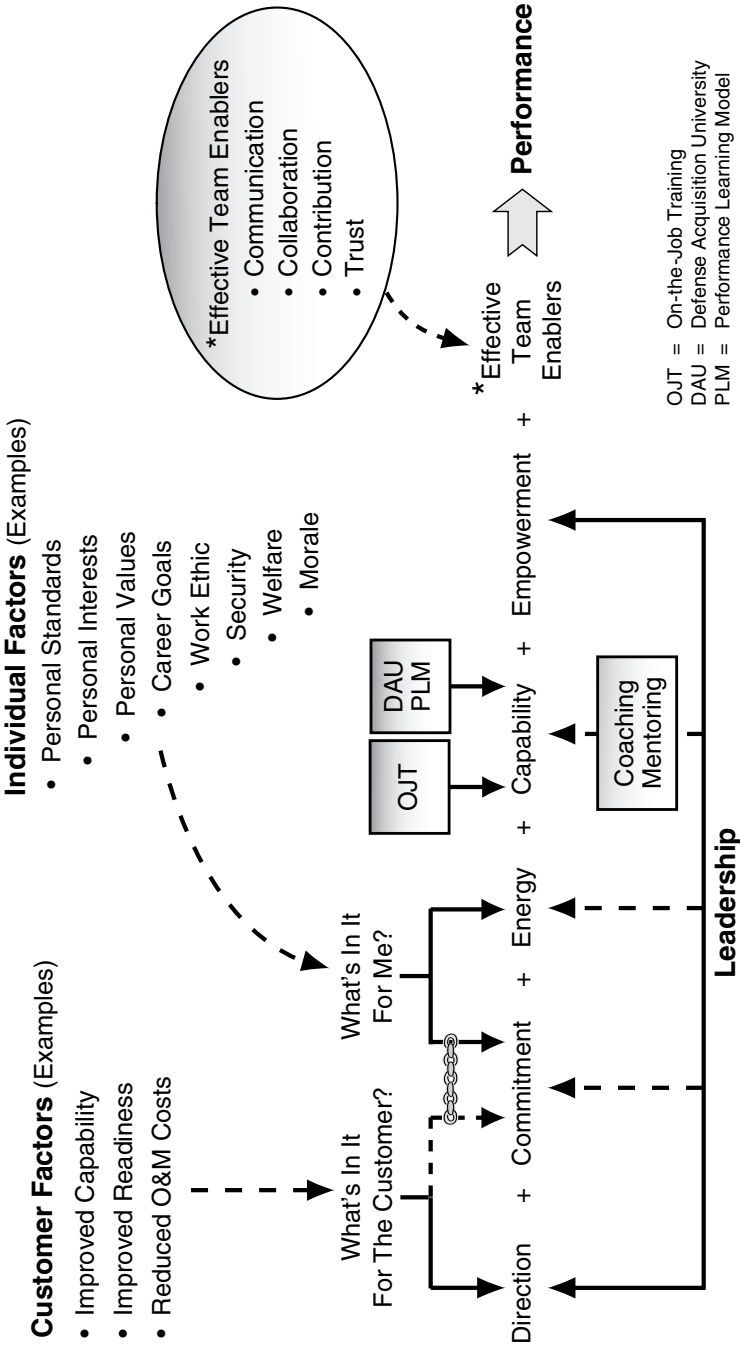 Customer Factors (Examples)
• Improved Capability
• Improved Readiness
• Reduced O&M Costs
Individual Factors (Examples)
• Personal Standards
• Personal Interests
• Personal Values
• Career Goals
• Work Ethic
• Security
• Welfare
• Morale
*Effective Team Enablers
• Communication
• Collaboration
• Contribution
• Trust
What's In It
For The Customer?
What's In It
For Me?
OJT
DAU
PLM
Direction + Commitment + Energy + Capability + Empowerment +
*Effective
Team
Enablers
Performance
Coaching
Mentoring
Leadership
OJT = On-the-Job Training
DAU = Defense Acquisition University
PLM = Performance Learning Model